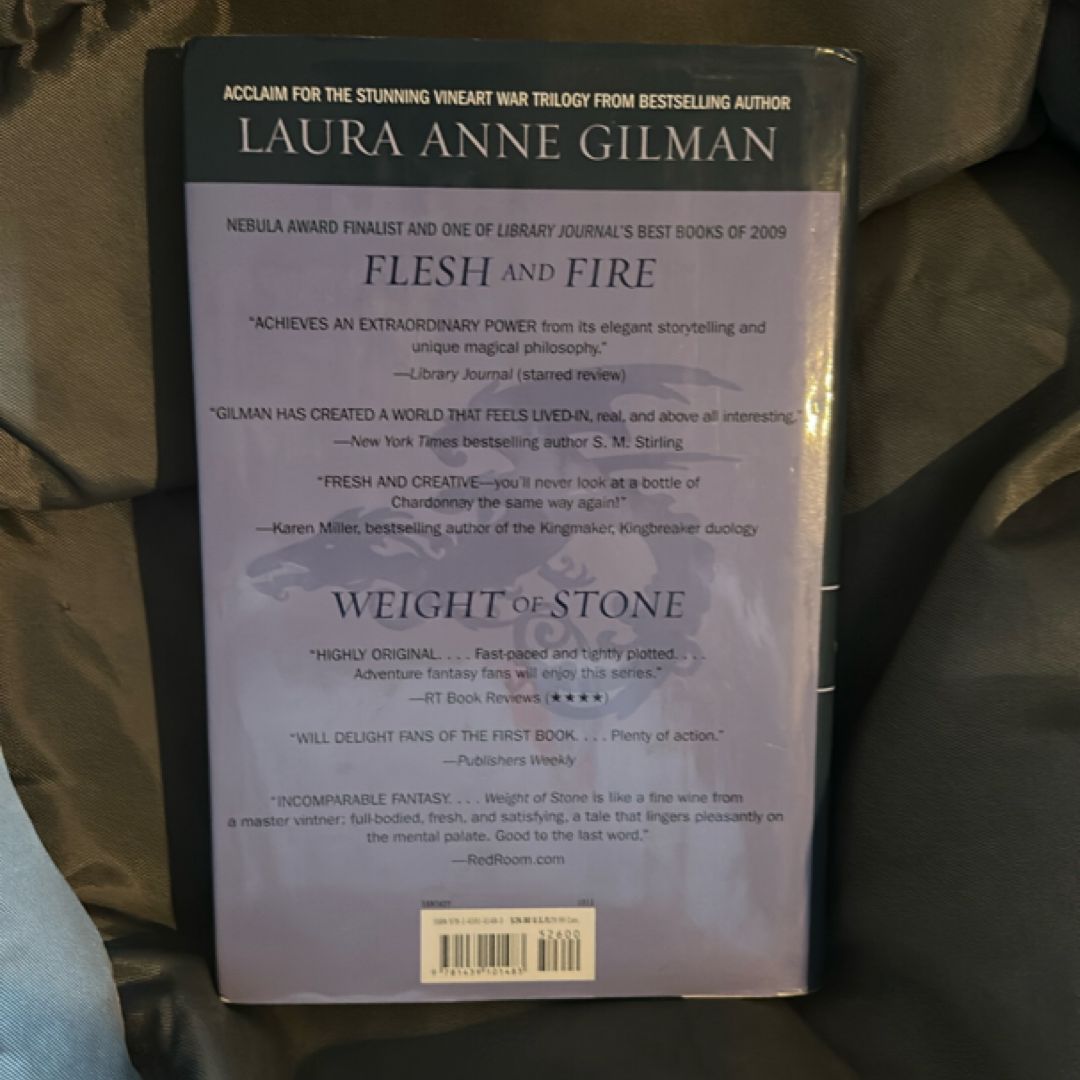 ACCLAIM FOR THE STUNNING VINEART WAR TRILOGY FROM BESTSELLING AUTHOR
LAURA ANNE GILMAN
NEBULA AWARD FINALIST AND ONE OF LIBRARY JOURNAL'S BEST BOOKS OF 2009
FLESH AND FIRE
"ACHIEVES AN EXTRAORDINARY POWER from its elegant storytelling and
unique magical philosophy."
—Library Journal (starred review)
"GILMAN HAS CREATED A WORLD THAT FEELS LIVED-IN, real, and above all interesting."
—New York Times bestselling author S. M. Stirling
"FRESH AND CREATIVE—you'll never look at a bottle of
Chardonnay the same way again!"
—Karen Miller, bestselling author of the Kingmaker, Kingbreaker duology
WEIGHT OF STONE
"HIGHLY ORIGINAL. . . . Fast-paced and tightly plotted. . . .
Adventure fantasy fans will enjoy this series."
—RT Book Reviews (★★★★)
"WILL DELIGHT FANS OF THE FIRST BOOK. . . . Plenty of action."
—Publishers Weekly
"INCOMPARABLE FANTASY. . . . Weight of Stone is like a fine wine from
a master vintner: full-bodied, fresh, and satisfying, a tale that lingers pleasantly on
the mental palate. Good to the last word."
—RedRoom.com
FANTASY
52600
9 781439 101483